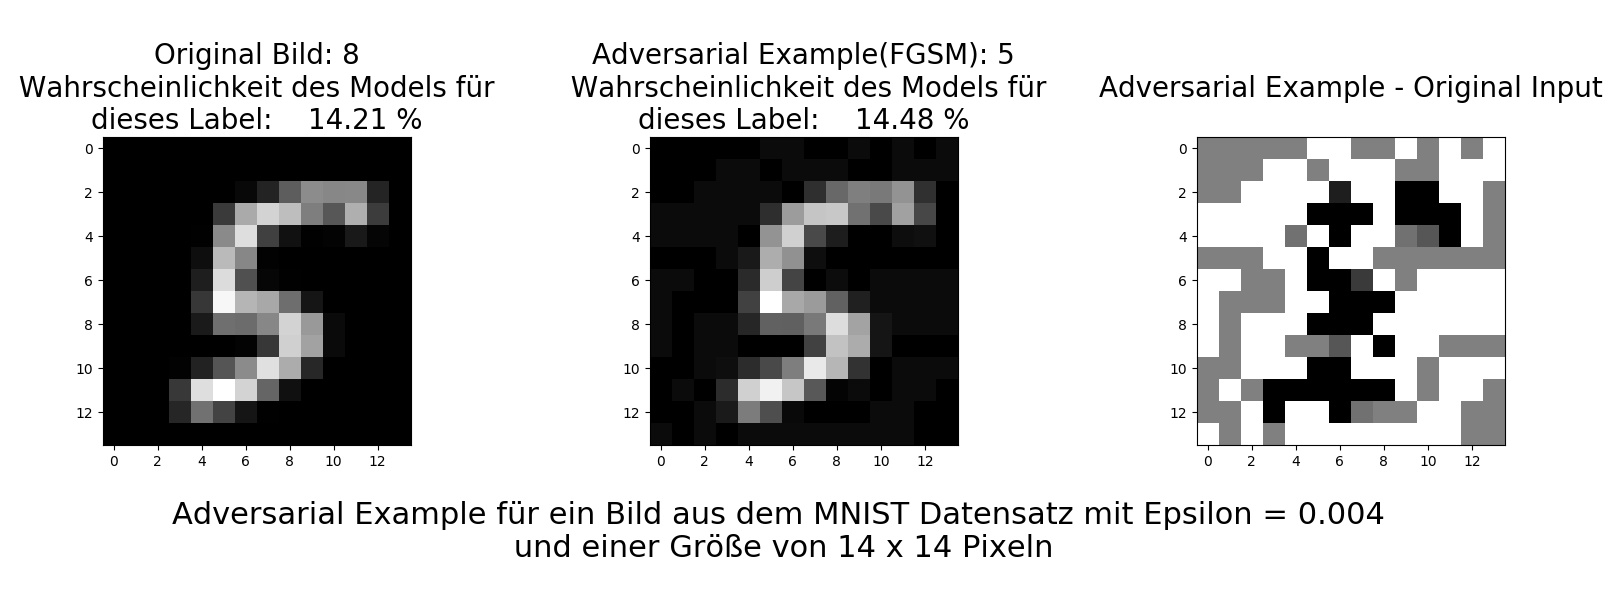 Original Bild: 8
Wahrscheinlichkeit des Models für
dieses Label:    14.21 %
0
2
4
6
8
10
12
0 2 4 6 8 10 12
Adversarial Example(FGSM): 5
Wahrscheinlichkeit des Models für
dieses Label:    14.48 %
0
2
4
6
8
10
12
0 2 4 6 8 10 12
Adversarial Example - Original Input
0
2
4
6
8
10
12
0 2 4 6 8 10 12
Adversarial Example für ein Bild aus dem MNIST Datensatz mit Epsilon = 0.004
und einer Größe von 14 x 14 Pixeln